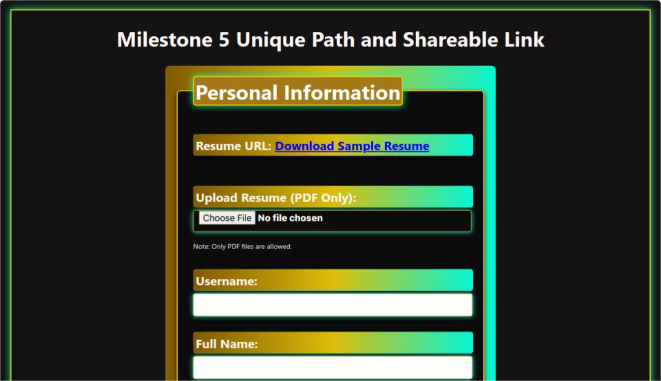 Milestone 5 Unique Path and Shareable Link
Personal Information
Resume URL: Download Sample Resume
Upload Resume (PDF Only):
Choose File No file chosen
Note: Only PDF files are allowed.
Username:
Full Name: